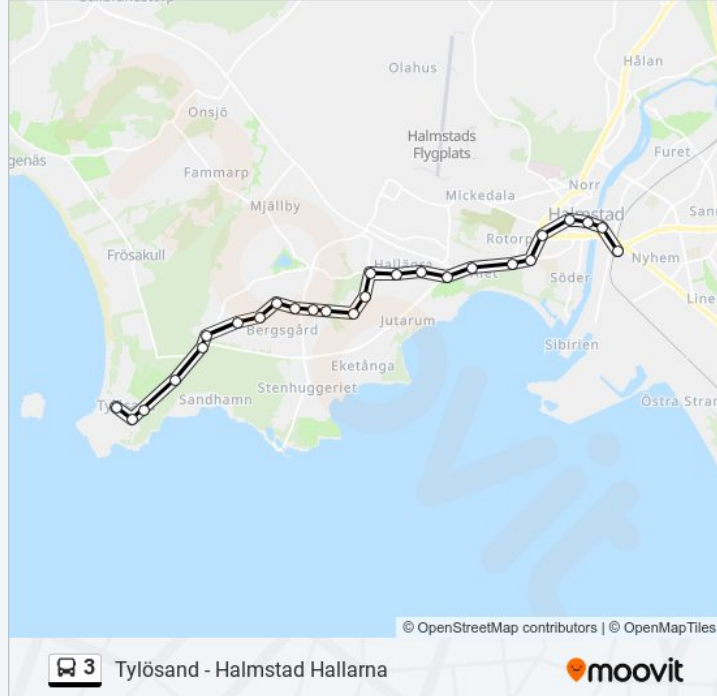 Olahus
Hålan
Onsjö
Halmstads
Flygplats
genäs
Furet
Fammarp
Mickedala
Norr
Mjällby
Halmstad
Sann
Rotorp
Frösakull
Nyhem
Söder
Line
Jutarum
Bergsgård
Sibirien
Eketånga
Stenhuggeriet
Sandhamn
Östra Stran
© OpenStreetMap contributors | © OpenMapTiles
3 Tylösand - Halmstad Hallarna
moovit